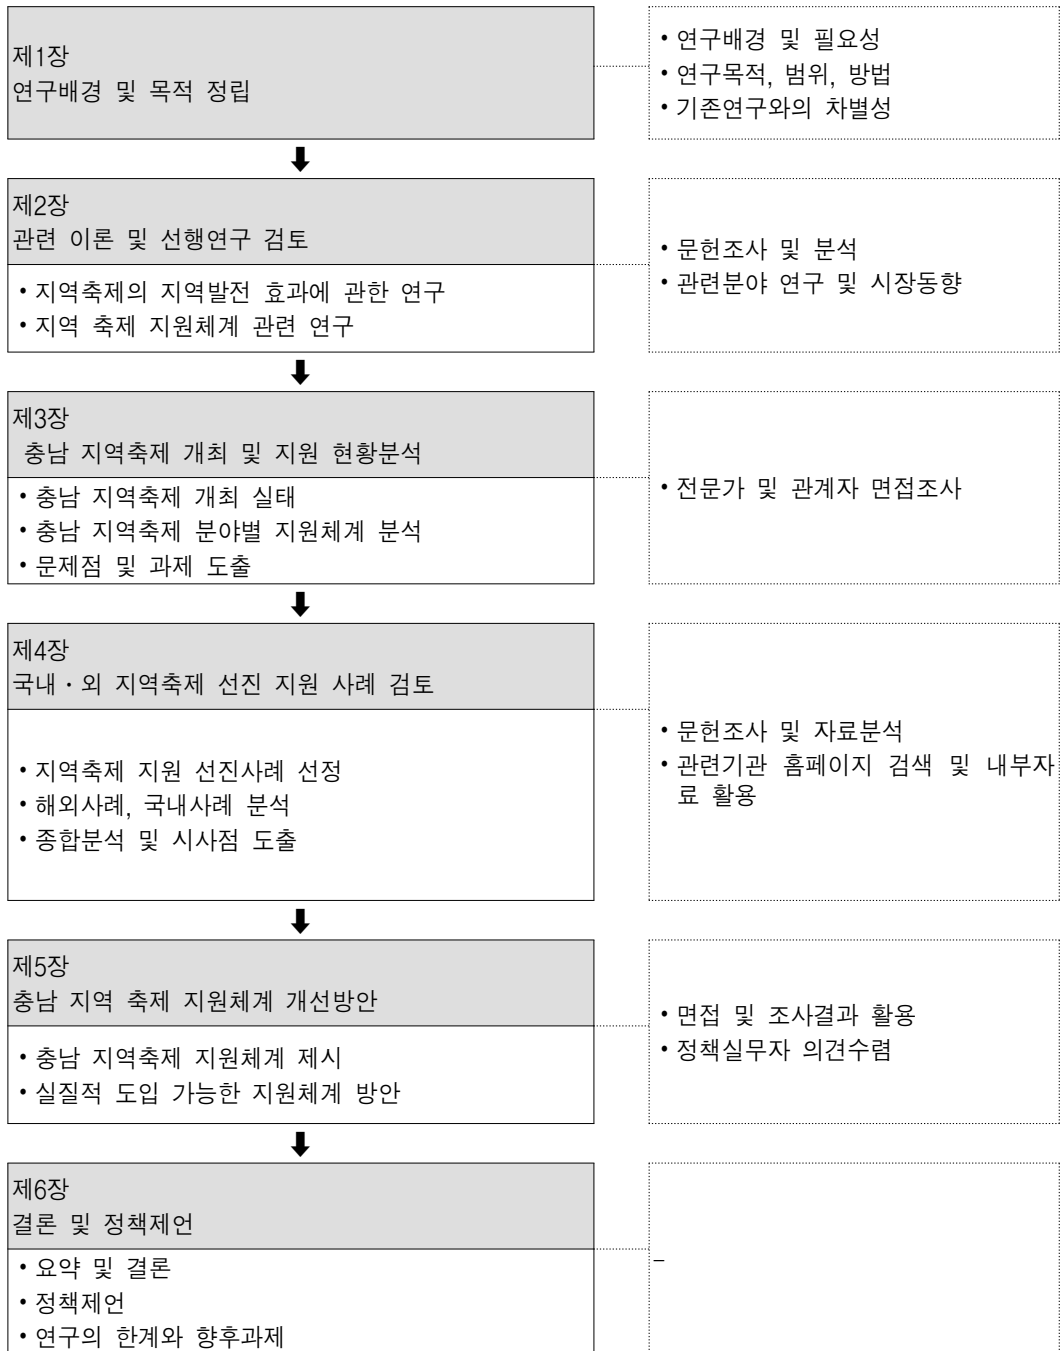 제1장
연구배경 및 목적 정립
• 연구배경 및 필요성
• 연구목적, 범위, 방법
• 기존연구와의 차별성
제2장
관련 이론 및 선행연구 검토
• 지역축제의 지역발전 효과에 관한 연구
• 지역 축제 지원체계 관련 연구
• 문헌조사 및 분석
• 관련분야 연구 및 시장동향
제3장
충남 지역축제 개최 및 지원 현황분석
• 충남 지역축제 개최 실태
• 충남 지역축제 분야별 지원체계 분석
• 문제점 및 과제 도출
• 전문가 및 관계자 면접조사
제4장
국내·외 지역축제 선진 지원 사례 검토
• 지역축제 지원 선진사례 선정
• 해외사례, 국내사례 분석
• 종합분석 및 시사점 도출
• 문헌조사 및 자료분석
• 관련기관 홈페이지 검색 및 내부자
료 활용
제5장
충남 지역 축제 지원체계 개선방안
• 충남 지역축제 지원체계 제시
• 실질적 도입 가능한 지원체계 방안
• 면접 및 조사결과 활용
• 정책실무자 의견수렴
제6장
결론 및 정책제언
• 요약 및 결론
• 정책제언
• 연구의 한계와 향후과제
–